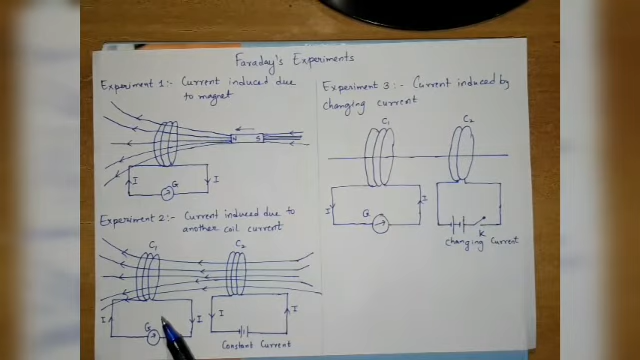 Faraday's Experiments
Experiment 1:- Current induced due
to magnet
N S
I G I
Experiment 2:- Current induced due to
another coil current
C1 C2
I G I I I
Constant Current
Experiment 3:- Current induced by
changing current
C1 C2
I G I
K
Changing Current